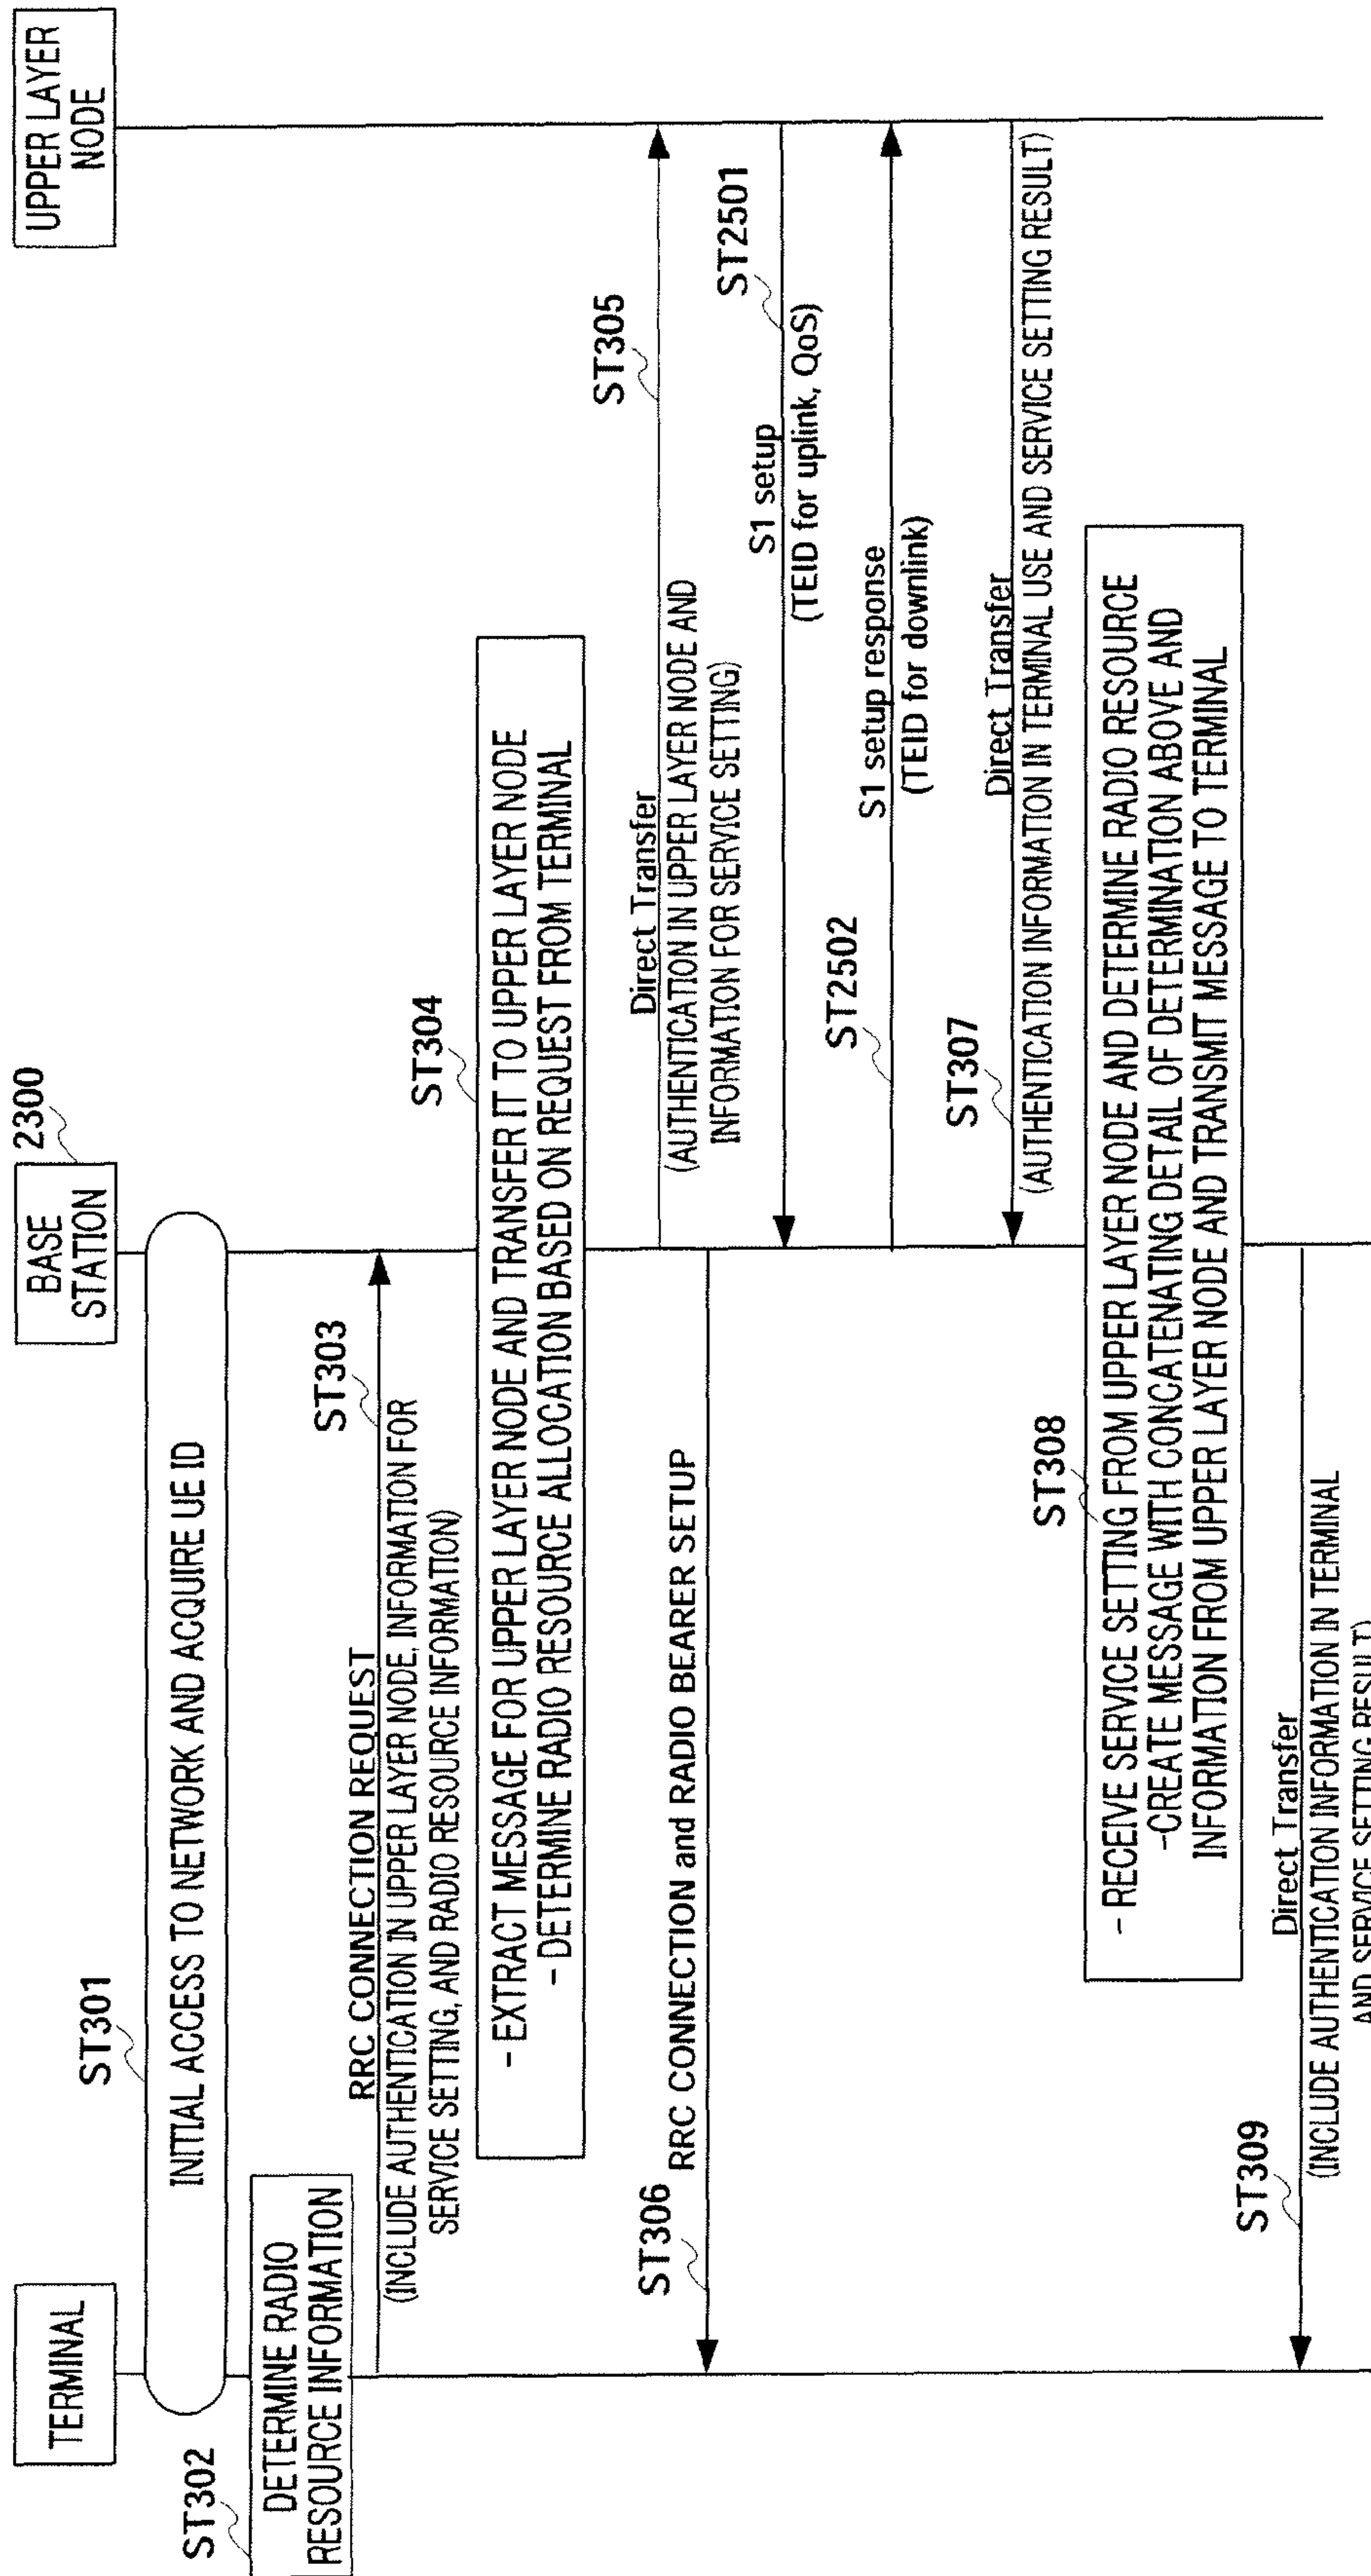 TERMINAL
BASE
STATION
2300
UPPER LAYER
NODE
ST301
INITIAL ACCESS TO NETWORK AND ACQUIRE UE ID
ST302
DETERMINE RADIO
RESOURCE INFORMATION
RRC CONNECTION REQUEST
ST303
(INCLUDE AUTHENTICATION IN UPPER LAYER NODE, INFORMATION FOR
SERVICE SETTING, AND RADIO RESOURCE INFORMATION)
ST304
- EXTRACT MESSAGE FOR UPPER LAYER NODE AND TRANSFER IT TO UPPER LAYER NODE
- DETERMINE RADIO RESOURCE ALLOCATION BASED ON REQUEST FROM TERMINAL
Direct Transfer
ST305
(AUTHENTICATION IN UPPER LAYER NODE AND
INFORMATION FOR SERVICE SETTING)
ST306
RRC CONNECTION and RADIO BEARER SETUP
S1 setup
ST2501
(TEID for uplink, QoS)
ST2502
S1 setup response
(TEID for downlink)
ST307
Direct Transfer
(AUTHENTICATION INFORMATION IN TERMINAL USE AND SERVICE SETTING RESULT)
ST308
- RECEIVE SERVICE SETTING FROM UPPER LAYER NODE AND DETERMINE RADIO RESOURCE
-CREATE MESSAGE WITH CONCATENATING DETAIL OF DETERMINATION ABOVE AND
INFORMATION FROM UPPER LAYER NODE AND TRANSMIT MESSAGE TO TERMINAL
ST309
Direct Transfer
(INCLUDE AUTHENTICATION INFORMATION IN TERMINAL
AND SERVICE SETTING RESULT)